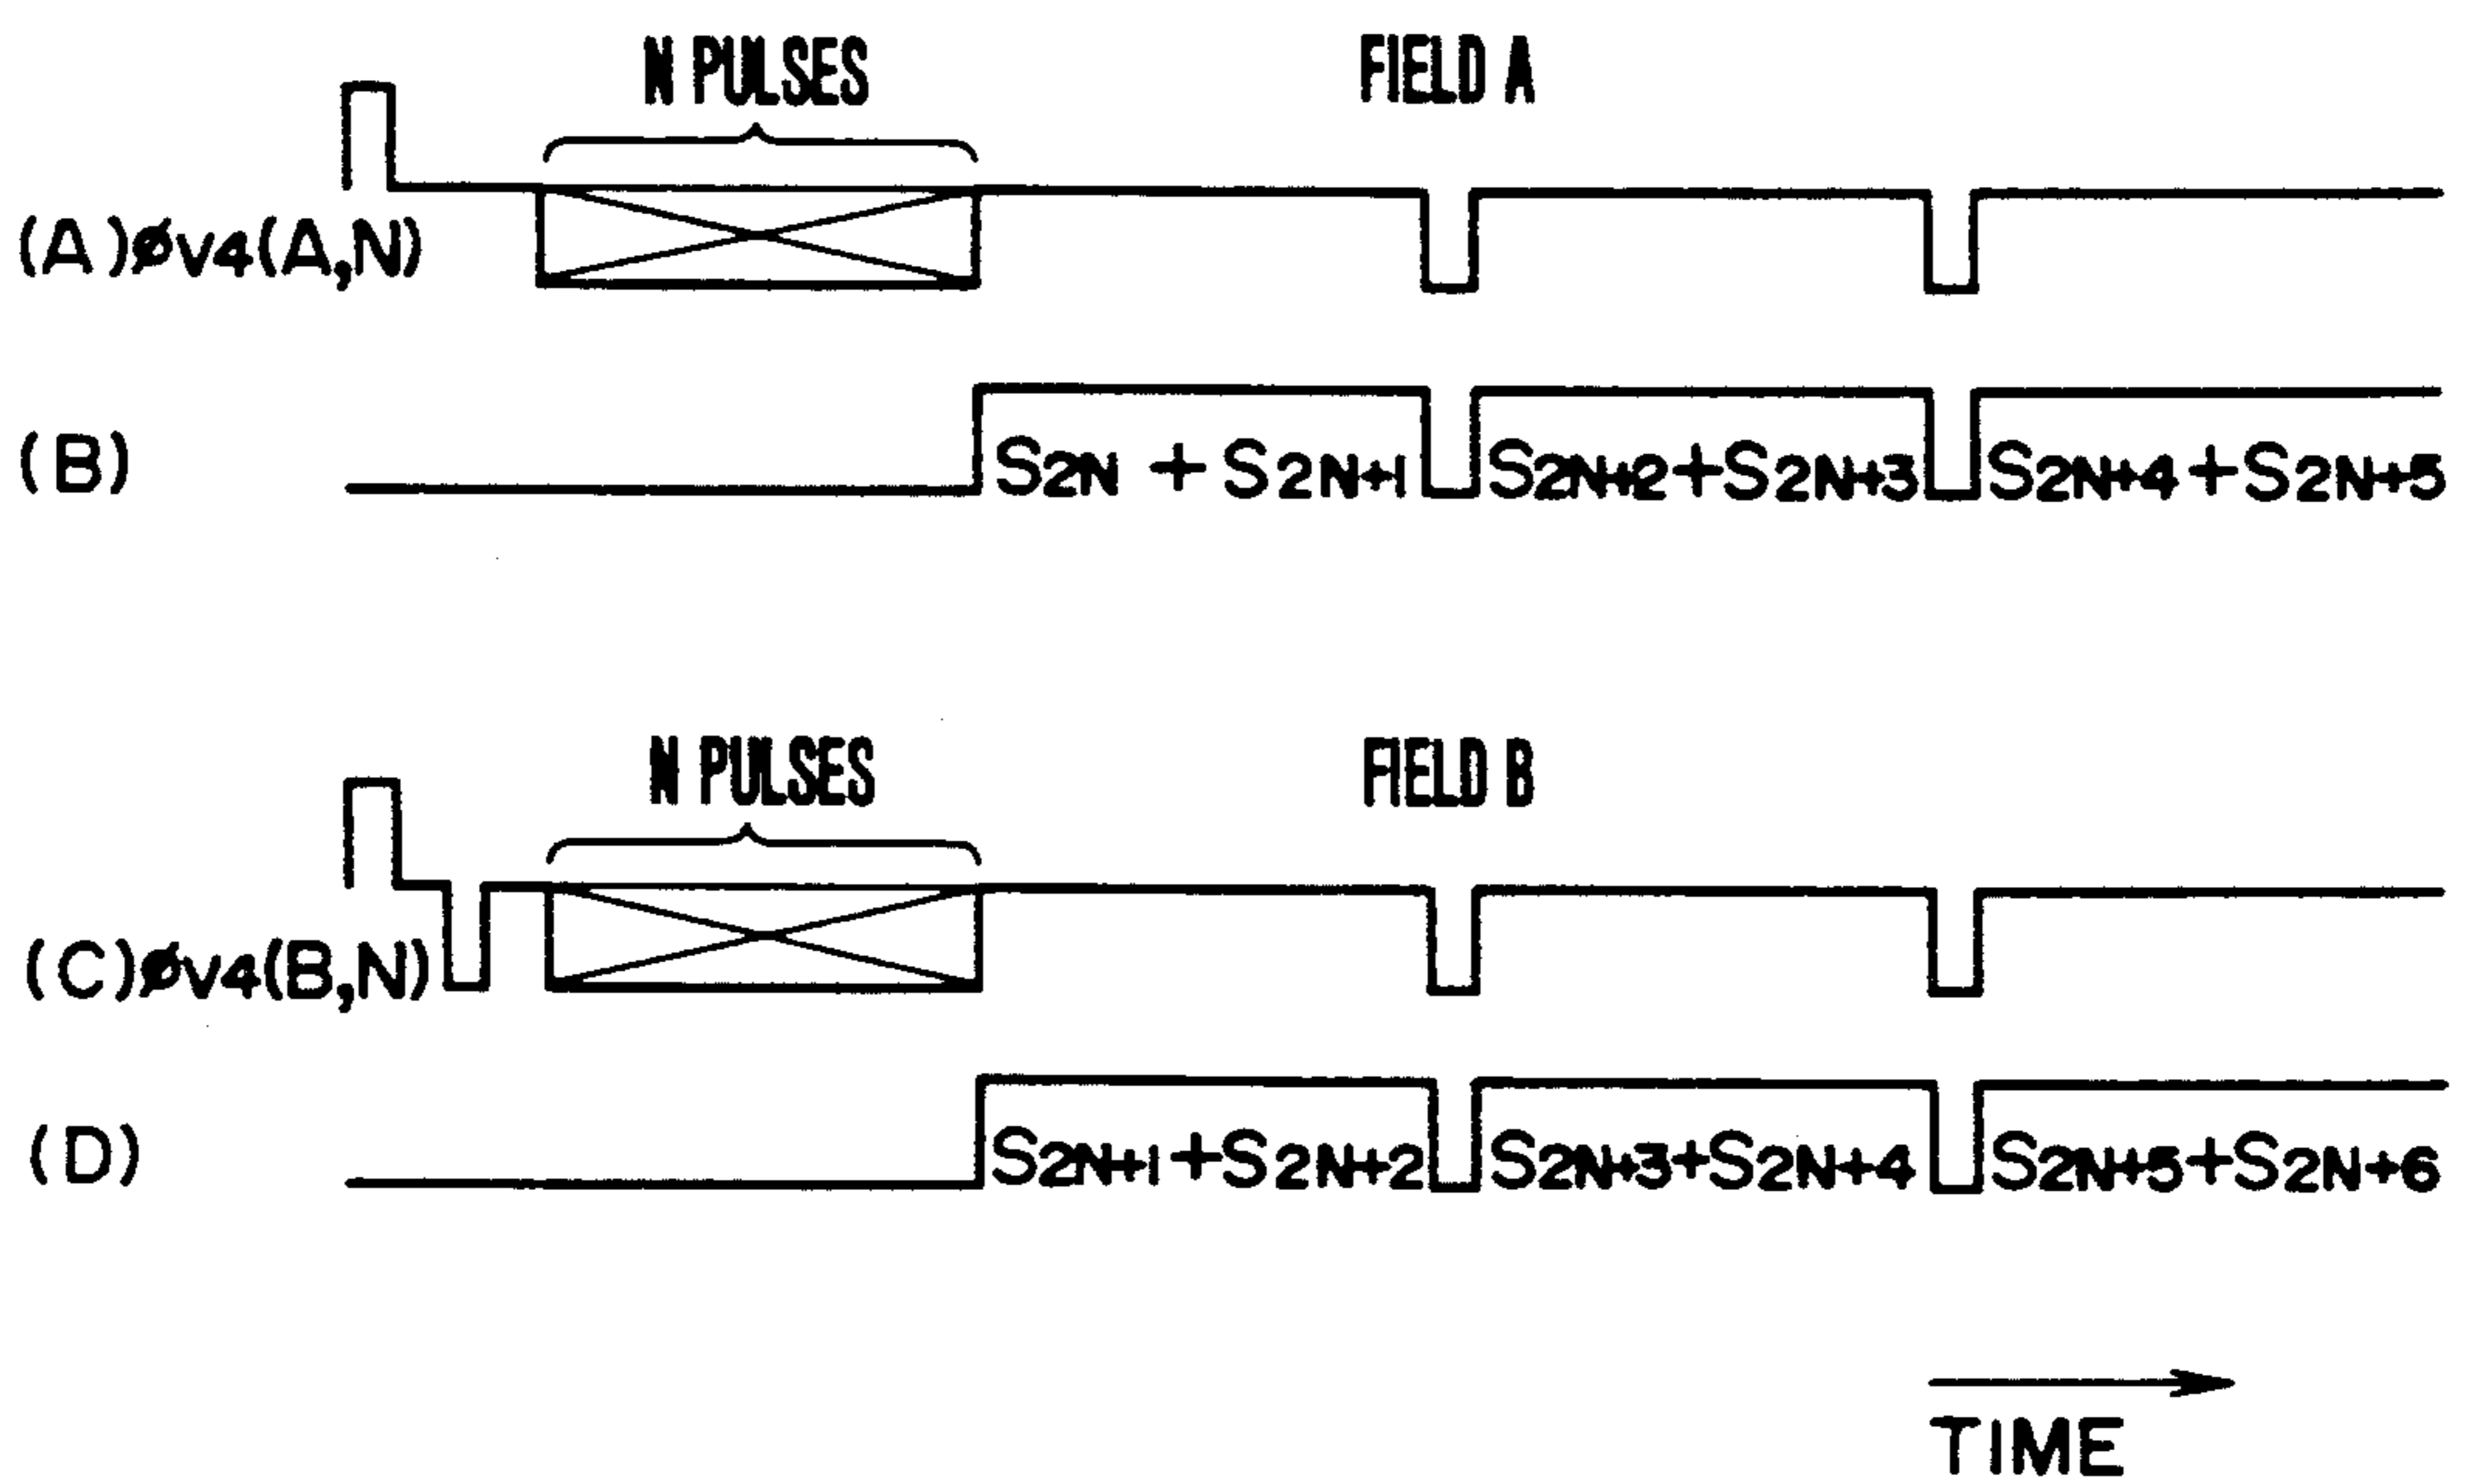 N PULSES FIELD A
(A) øV4(A,N)
(B) S2N + S2N+1 S2N+2+S2N+3 S2N+4+S2N+5
N PULSES FIELD B
(C) øV4(B,N)
(D) S2N+1+S2N+2 S2N+3+S2N+4 S2N+5+S2N+6
TIME